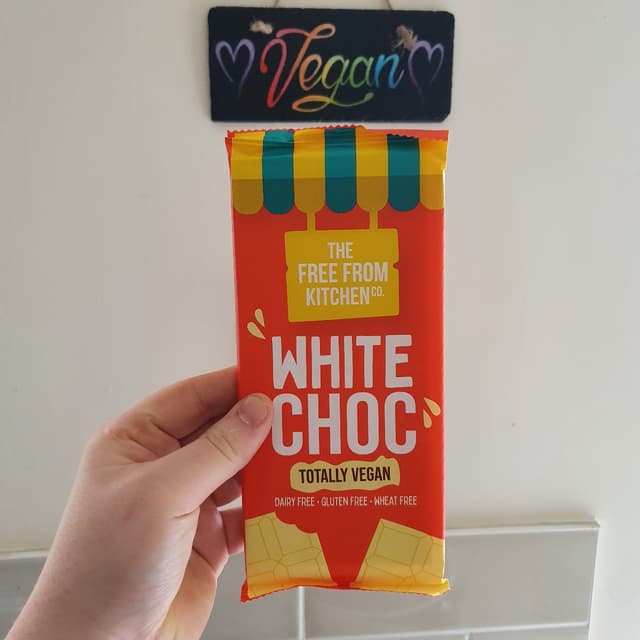 Vegan
THE
FREE FROM
KITCHEN CO.
WHITE
CHOC
TOTALLY VEGAN
DAIRY FREE • GLUTEN FREE • WHEAT FREE